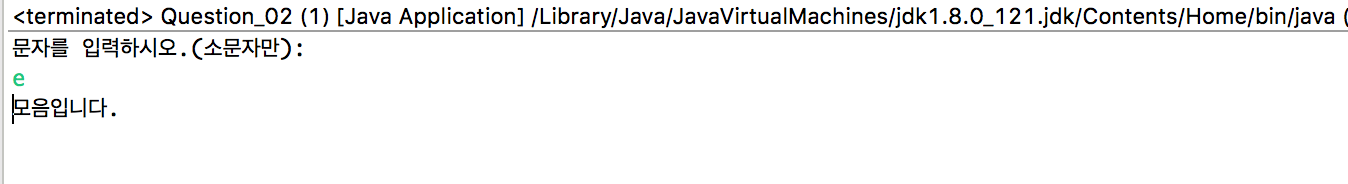 <terminated> Question_02 (1) [Java Application] /Library/Java/JavaVirtualMachines/jdk1.8.0_121.jdk/Contents/Home/bin/java (
문자를 입력하시오.(소문자만):
e
모음입니다.